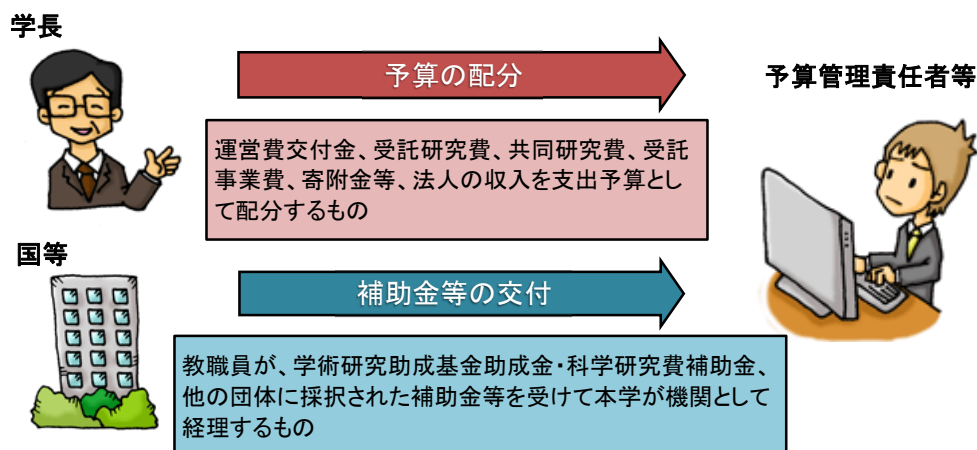 学長
予算の配分
予算管理責任者等
運営費交付金、受託研究費、共同研究費、受託
事業費、寄附金等、法人の収入を支出予算とし
て配分するもの
国等
補助金等の交付
教職員が、学術研究助成基金助成金・科学研究費補助金、
他の団体に採択された補助金等を受けて本学が機関として
経理するもの